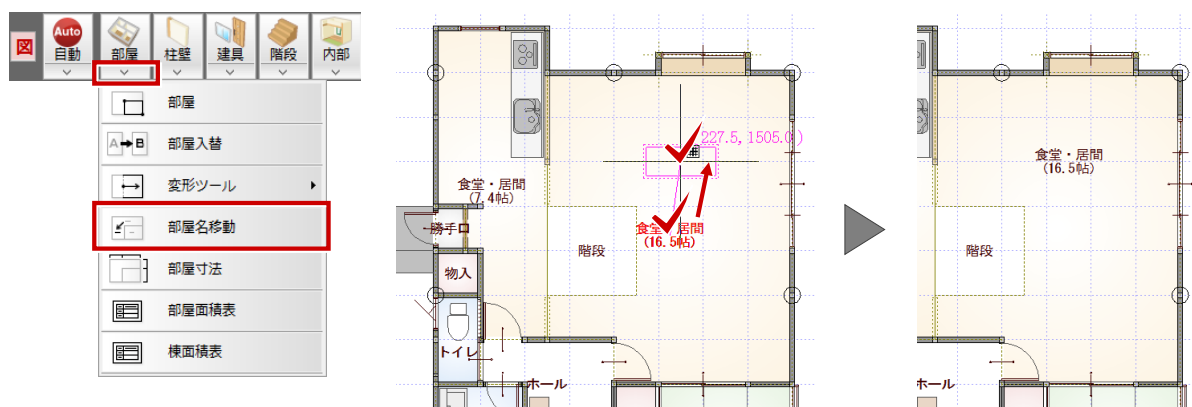 図
Auto
自動
部屋
柱壁
建具
階段
内部
部屋
A→B
部屋入替
変形ツール
部屋名移動
部屋寸法
部屋面積表
棟面積表
227.5, 1505.0 )
食堂・居間
(7.4帖)
食堂・居間
(16.5帖)
勝手口
階段
物入
トイレ
ホール
食堂・居間
(16.5帖)
階段
ホール